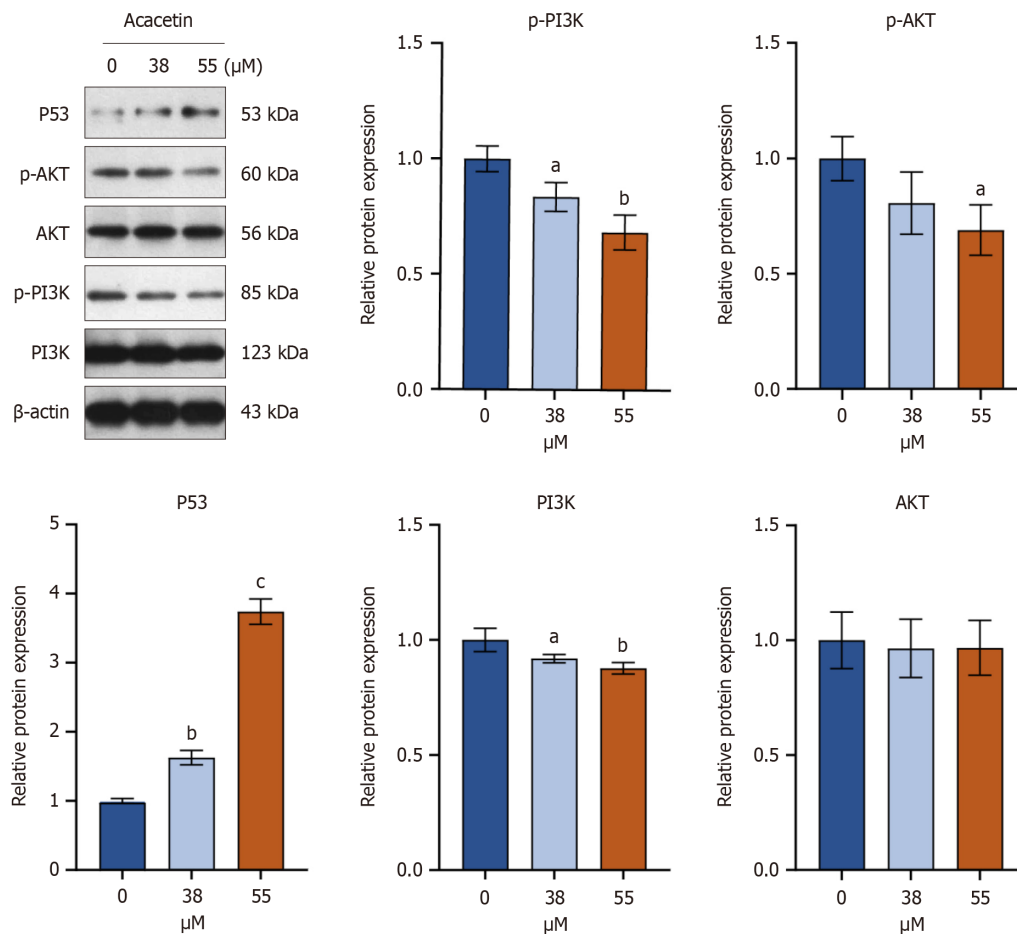 Acacetin
0 38 55 (µM)
P53 53 kDa
p-AKT 60 kDa
AKT 56 kDa
p-PI3K 85 kDa
PI3K 123 kDa
β-actin 43 kDa
p-PI3K
Relative protein expression
1.5
1.0
0.5
0.0
a
b
0 38 55
µM
p-AKT
Relative protein expression
1.5
1.0
0.5
0.0
a
0 38 55
µM
P53
Relative protein expression
5
4
3
2
1
0
b
c
0 38 55
µM
PI3K
Relative protein expression
1.5
1.0
0.5
0.0
a
b
0 38 55
µM
AKT
Relative protein expression
1.5
1.0
0.5
0.0
0 38 55
µM